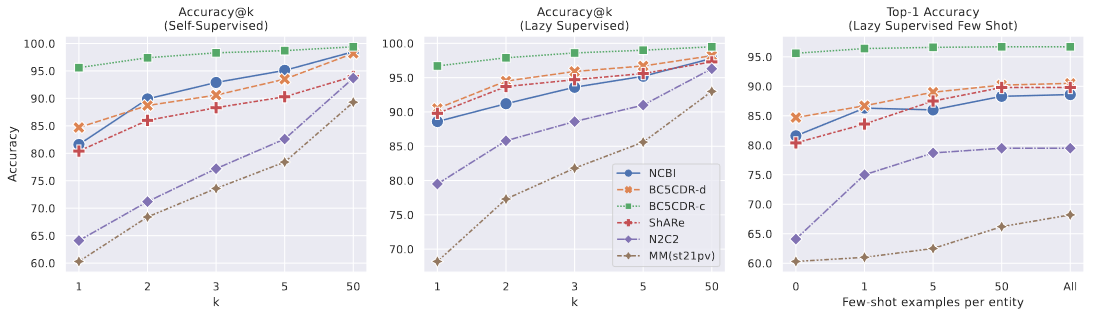 Accuracy@k
(Self-Supervised)
Accuracy
100.0
95.0
90.0
85.0
80.0
75.0
70.0
65.0
60.0
1 2 3 5 50
k
Accuracy@k
(Lazy Supervised)
100.0
95.0
90.0
85.0
80.0
75.0
70.0
1 2 3 5 50
k
NCBI
BC5CDR-d
BC5CDR-c
ShARe
N2C2
MM(st21pv)
Top-1 Accuracy
(Lazy Supervised Few Shot)
95.0
90.0
85.0
80.0
75.0
70.0
65.0
60.0
0 1 5 50 All
Few-shot examples per entity